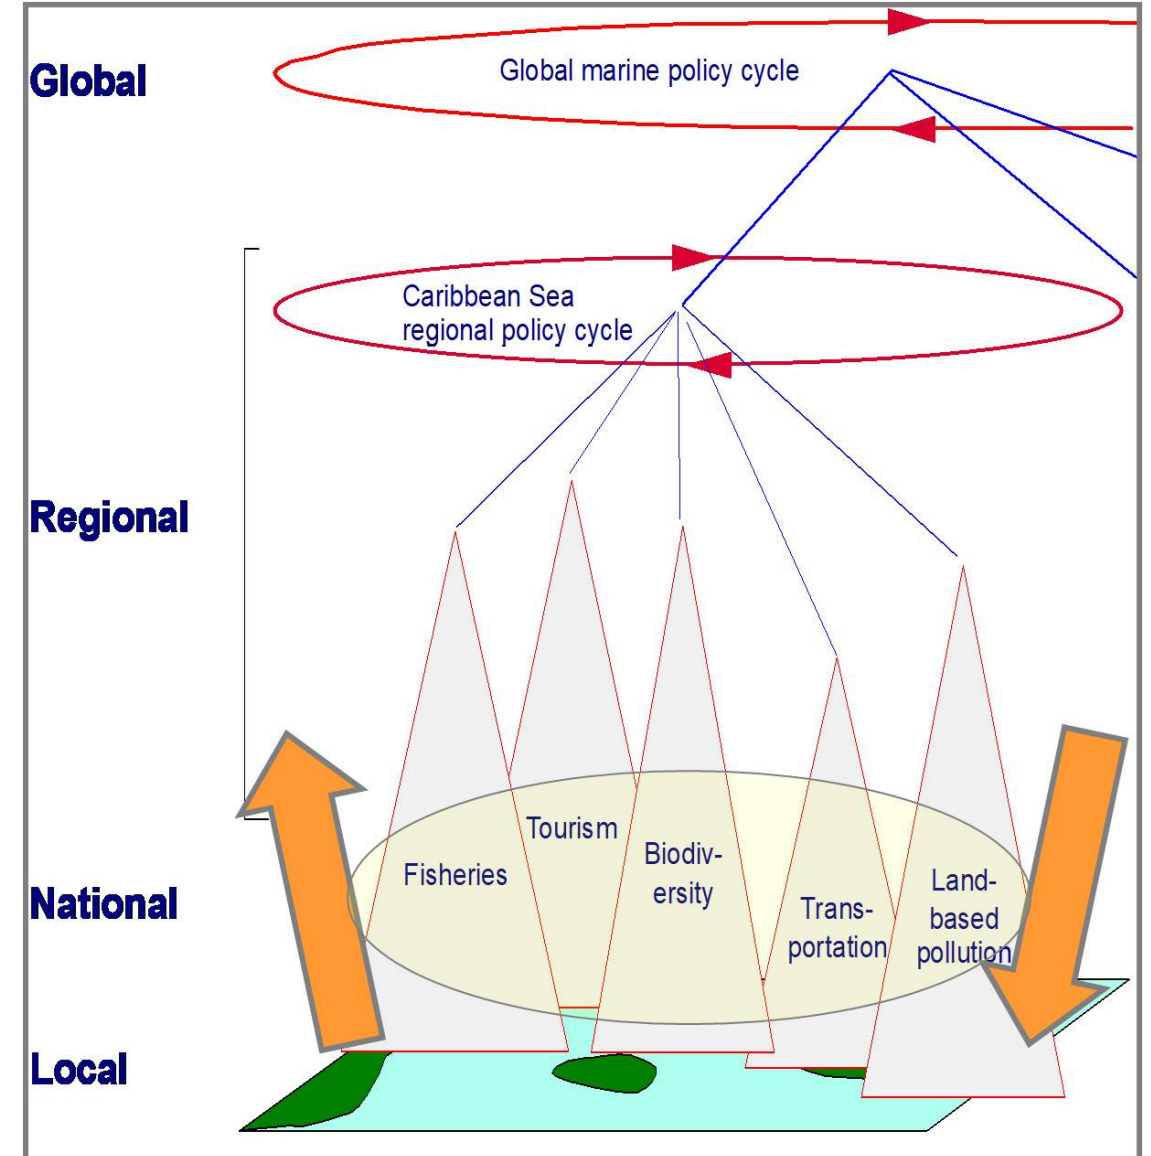 Global
Global marine policy cycle
Caribbean Sea
regional policy cycle
Regional
Tourism
Biodiv-
ersity
Fisheries
Land-
based
pollution
Trans-
portation
National
Local